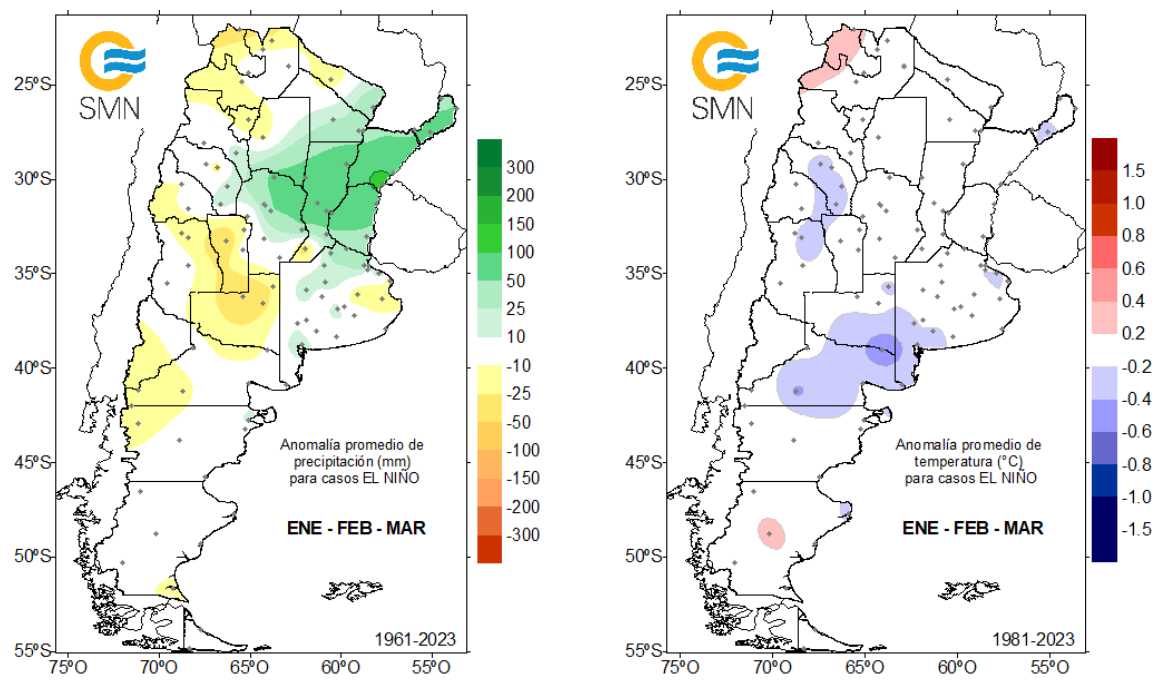 SMN
25ºS
30ºS
35ºS
40ºS
45ºS
50ºS
55ºS
75ºO
70ºO
65ºO
60ºO
55ºO
Anomalía promedio de
precipitación (mm)
para casos EL NIÑO
ENE - FEB - MAR
1961-2023
300
200
150
100
50
25
10
-10
-25
-50
-100
-150
-200
-300
SMN
25ºS
30ºS
35ºS
40ºS
45ºS
50ºS
55ºS
75ºO
70ºO
65ºO
60ºO
55ºO
Anomalía promedio de
temperatura (°C)
para casos EL NIÑO
ENE - FEB - MAR
1981-2023
1.5
1.0
0.8
0.6
0.4
0.2
-0.2
-0.4
-0.6
-0.8
-1.0
-1.5